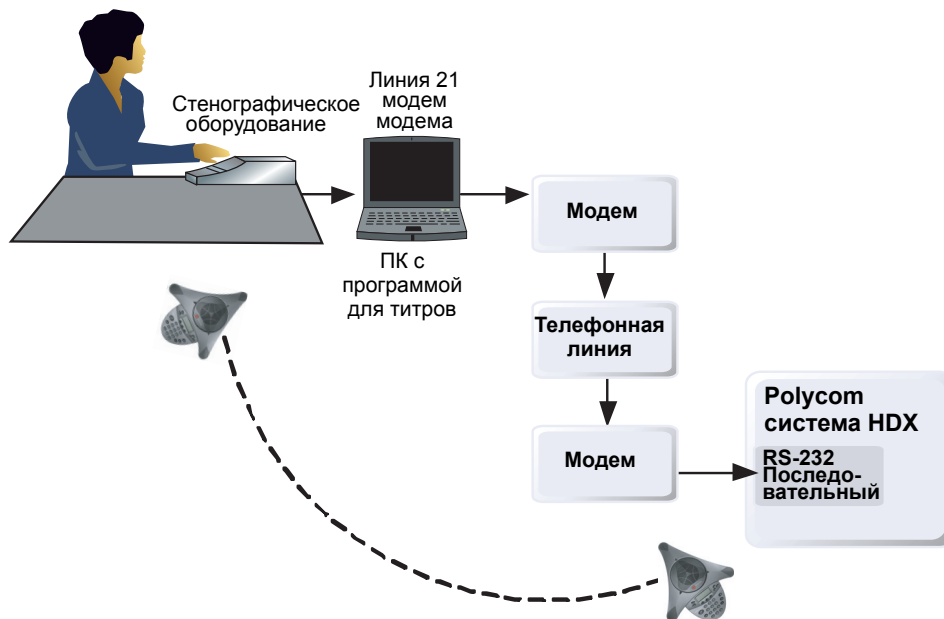 Стенографическое
оборудование
Линия 21
модем
модема
ПК с
программой
для титров
Модем
Телефонная
линия
Модем
Polycom
система HDX
RS-232
Последо-
вательный